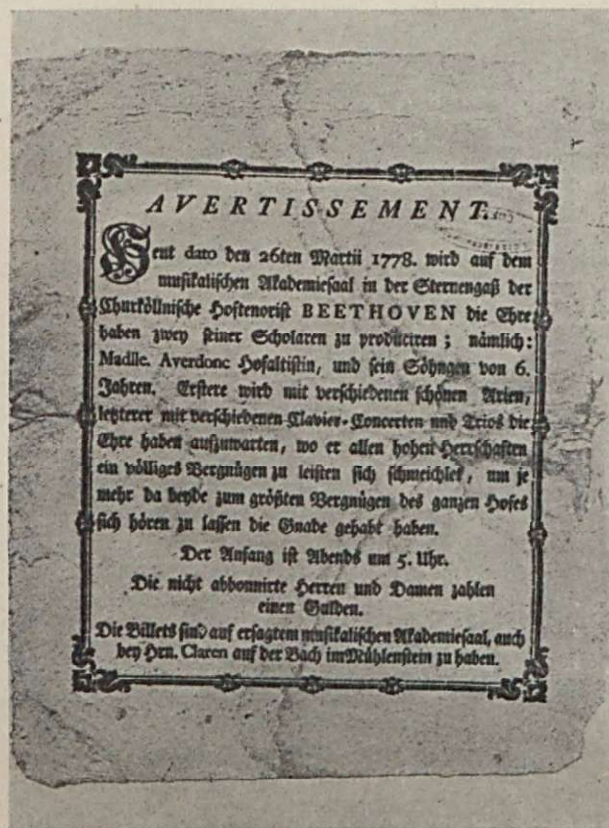 AVERTISSEMENT.
Heut dato den 26ten Martii 1778. wird auf dem
musikalischen Akademiesaal in der Sternengaß der
Churköllnische Hoftenorist BEETHOVEN die Ehre
haben zwey seiner Scholaren zu produciren; nämlich:
Madlle. Averdonc Hofaltistin, und sein Söhngen von 6.
Jahren. Erstere wird mit verschiedenen schönen Arien,
letzterer mit verschiedenen Clavier-Concerten und Trios die
Ehre haben aufzuwarten, wo er allen hohen Herrschaften
ein völliges Vergnügen zu leisten sich schmeichlet, um je
mehr da beyde zum größten Vergnügen des ganzen Hofes
sich hören zu lassen die Gnade gehabt haben.
Der Anfang ist Abends um 5. Uhr.
Die nicht abbonnirte Herren und Damen zahlen
einen Gulden.
Die Billets sind auf ersagtem musikalischen Akademiesaal, auch
bey Hrn. Claren auf der Bach im Mühlenstein zu haben.